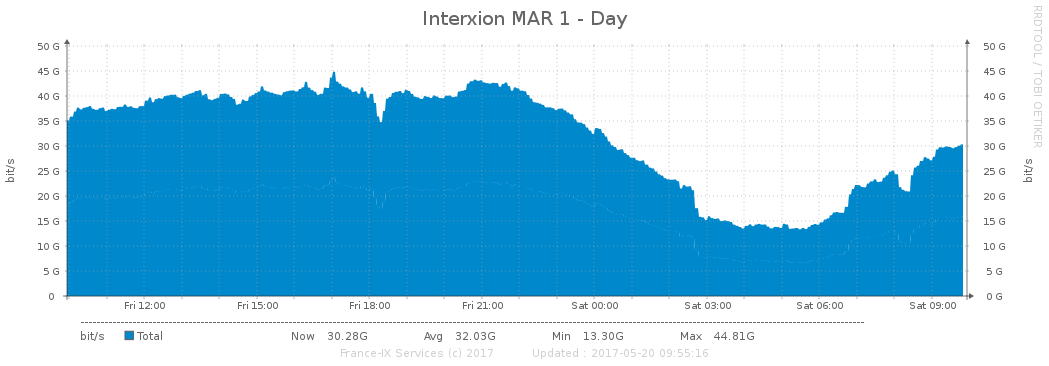 Interxion MAR 1 - Day
RRDTOOL / TOBI OETIKER
50 G 50 G
45 G 45 G
40 G 40 G
35 G 35 G
30 G 30 G
25 G 25 G
20 G 20 G
15 G 15 G
10 G 10 G
5 G 5 G
0 0 G
bit/s
bit/s
Fri 12:00 Fri 15:00 Fri 18:00 Fri 21:00 Sat 00:00 Sat 03:00 Sat 06:00 Sat 09:00
bit/s Total Now 30.28G Avg 32.03G Min 13.30G Max 44.81G
France-IX Services (c) 2017 Updated : 2017-05-20 09:55:16